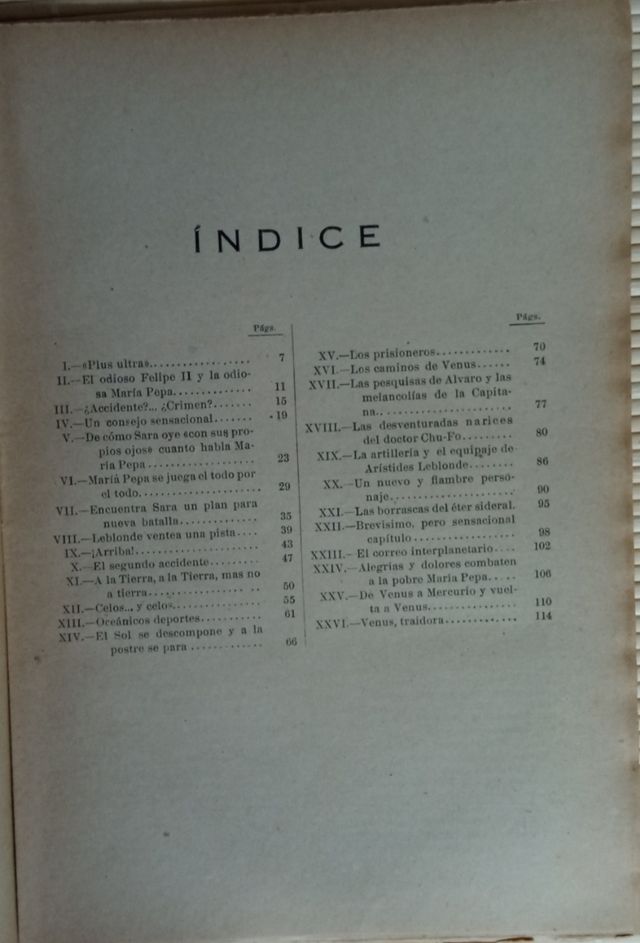 ÍNDICE
Págs.
I.—«Plus ultra».................. 7
II.—El odioso Felipe II y la odio-
sa María Pepa.............. 11
III.—¿Accidente?... ¿Crimen?....... 15
IV.—Un consejo sensacional....... 19
V.—De cómo Sara oye «con sus pro-
pios ojos» cuanto habla Ma-
ría Pepa................... 23
VI.—María Pepa se juega el todo por
el todo..................... 29
VII.—Encuentra Sara un plan para
nueva batalla.............. 35
VIII.—Leblonde ventea una pista.... 39
IX.—¡Arriba!..................... 43
X.—El segundo accidente.......... 47
XI.—A la Tierra, a la Tierra, mas no
a tierra.................... 50
XII.—Celos... y celos................ 55
XIII.—Oceánicos deportes........... 61
XIV.—El Sol se descompone y a la
postre se para ............. 66
Págs.
XV.—Los prisioneros............. 70
XVI.—Los caminos de Venus...... 74
XVII.—Las pesquisas de Alvaro y las
melancolías de la Capita-
na.......................... 77
XVIII.—Las desventuradas narices
del doctor Chu-Fo......... 80
XIX.—La artillería y el equipaje de
Arístides Leblonde........ 86
XX.—Un nuevo y fiambre perso-
naje....................... 90
XXI.—Las borrascas del éter sideral. 95
XXII.—Brevísimo, pero sensacional
capítulo.................. 98
XXIII.—El correo interplanetario.... 102
XXIV.—Alegrías y dolores combaten
a la pobre María Pepa..... 106
XXV.—De Venus a Mercurio y vuel-
ta a Venus................ 110
XXVI.—Venus, traidora............. 114